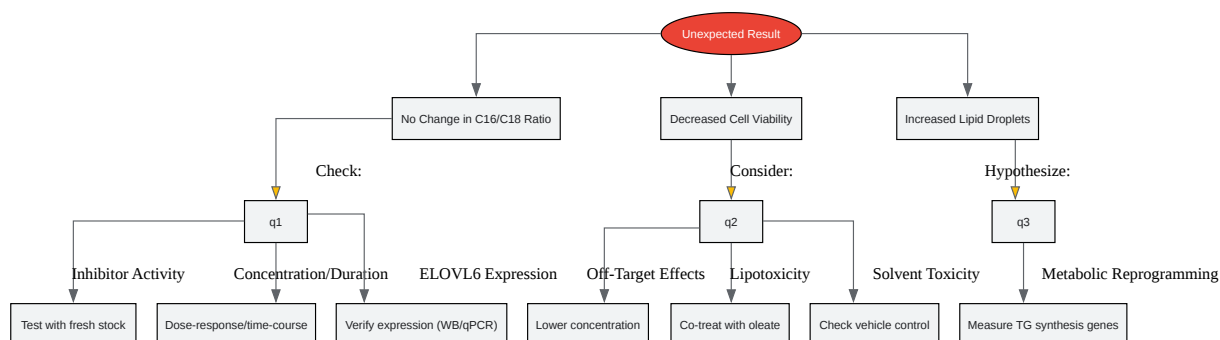 Unexpected Result
No Change in C16/C18 Ratio
Decreased Cell Viability
Increased Lipid Droplets
Check:
Consider:
Hypothesize:
q1
q2
q3
Inhibitor Activity
Concentration/Duration
ELOVL6 Expression
Off-Target Effects
Lipotoxicity
Solvent Toxicity
Metabolic Reprogramming
Test with fresh stock
Dose-response/time-course
Verify expression (WB/qPCR)
Lower concentration
Co-treat with oleate
Check vehicle control
Measure TG synthesis genes